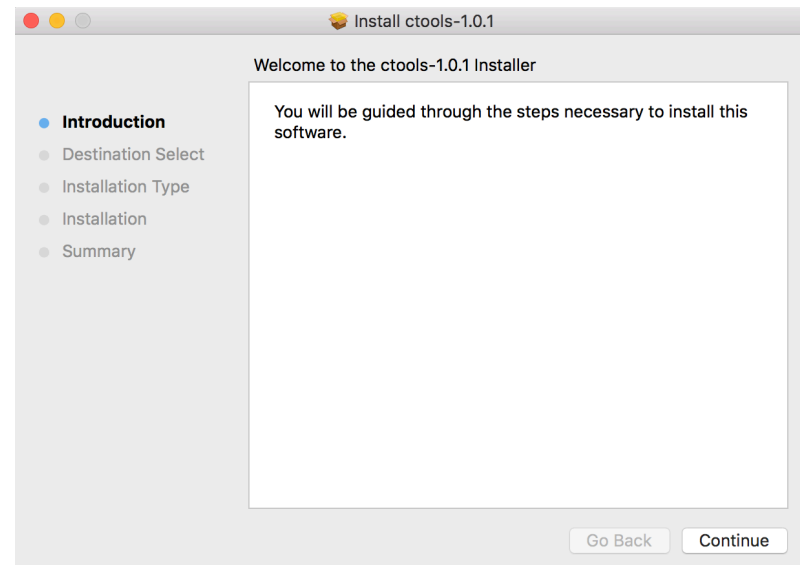 Install ctools-1.0.1
Welcome to the ctools-1.0.1 Installer
Introduction
Destination Select
Installation Type
Installation
Summary
You will be guided through the steps necessary to install this
software.
Go Back
Continue